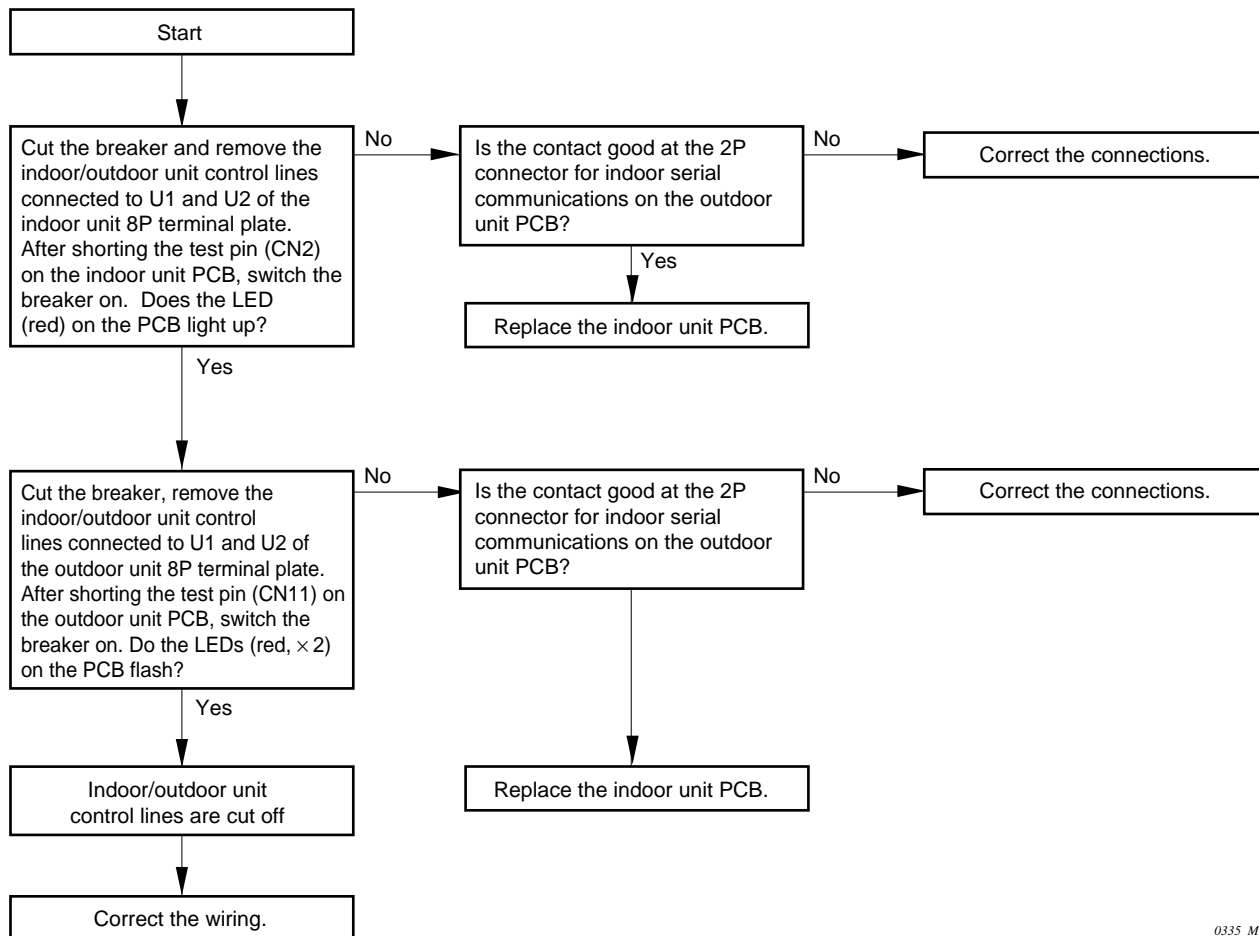 Start
Cut the breaker and remove the
indoor/outdoor unit control lines
connected to U1 and U2 of the
indoor unit 8P terminal plate.
After shorting the test pin (CN2)
on the indoor unit PCB, switch the
breaker on.  Does the LED
(red) on the PCB light up?
No
Is the contact good at the 2P
connector for indoor serial
communications on the outdoor
unit PCB?
No
Correct the connections.
Yes
Replace the indoor unit PCB.
Yes
Cut the breaker, remove the
indoor/outdoor unit control
lines connected to U1 and U2 of
the outdoor unit 8P terminal plate.
After shorting the test pin (CN11) on
the outdoor unit PCB, switch the
breaker on. Do the LEDs (red, × 2)
on the PCB flash?
No
Is the contact good at the 2P
connector for indoor serial
communications on the outdoor
unit PCB?
No
Correct the connections.
Yes
Replace the indoor unit PCB.
Indoor/outdoor unit
control lines are cut off
Correct the wiring.
0335_M